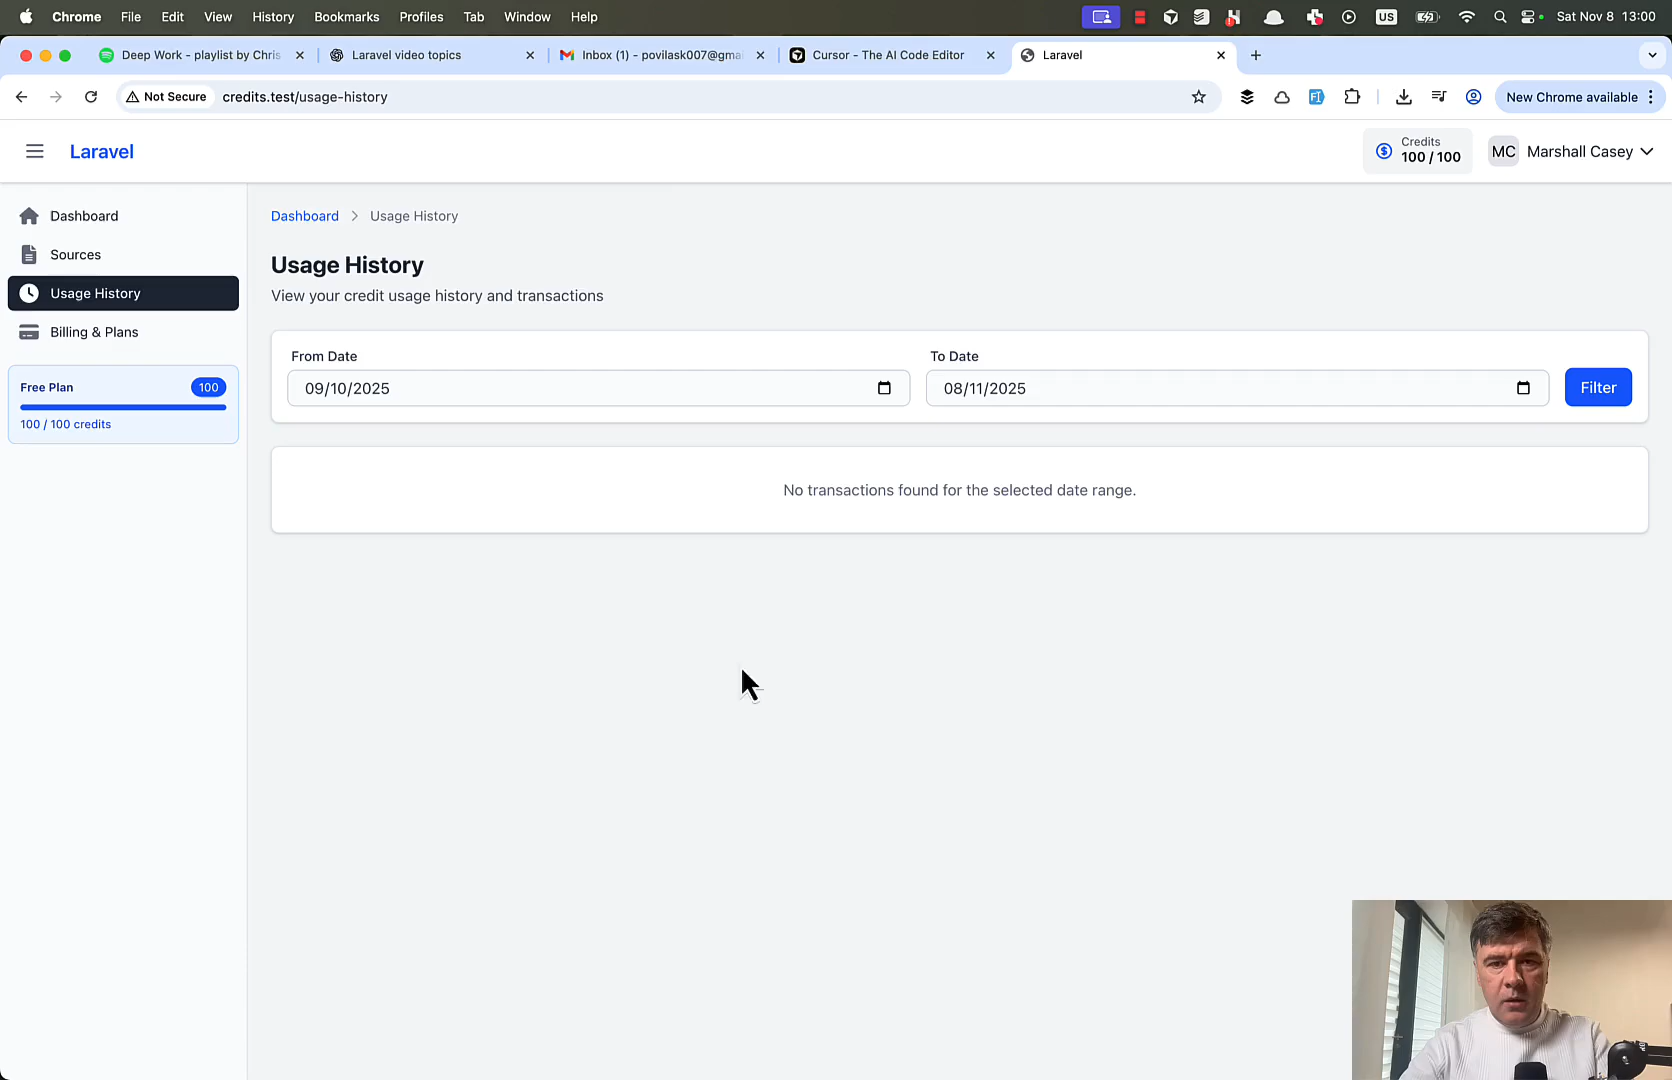 Chrome File Edit View History Bookmarks Profiles Tab Window Help US Sat Nov 8 13:00
Deep Work - playlist by Chris Laravel video topics Inbox (1) - povilask007@gmai Cursor - The AI Code Editor Laravel
Not Secure credits.test/usage-history New Chrome available
Laravel
Credits
100 / 100
MC Marshall Casey
Dashboard
Sources
Usage History
Billing & Plans
Free Plan 100
100 / 100 credits
Dashboard > Usage History
Usage History
View your credit usage history and transactions
From Date To Date
09/10/2025 08/11/2025 Filter
No transactions found for the selected date range.